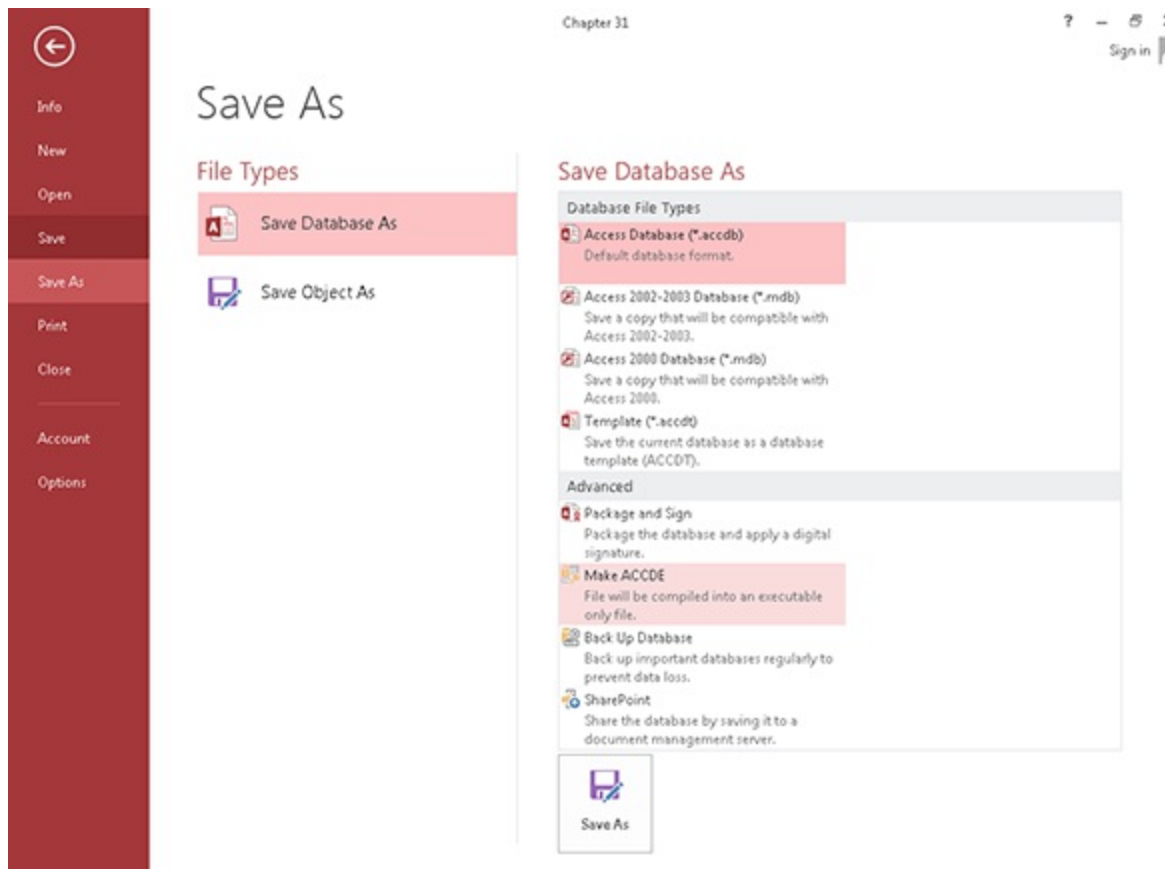 Chapter 31
?
Sign in
Info
New
Open
Save
Save As
Print
Close
Account
Options
Save As
File Types
Save Database As
Save Object As
Save Database As
Database File Types
Access Database (*.accdb)
Default database format.
Access 2002-2003 Database (*.mdb)
Save a copy that will be compatible with
Access 2002-2003.
Access 2000 Database (*.mdb)
Save a copy that will be compatible with
Access 2000.
Template (*.accdt)
Save the current database as a database
template (ACCDT).
Advanced
Package and Sign
Package the database and apply a digital
signature.
Make ACCDE
File will be compiled into an executable
only file.
Back Up Database
Back up important databases regularly to
prevent data loss.
SharePoint
Share the database by saving it to a
document management server.
Save As